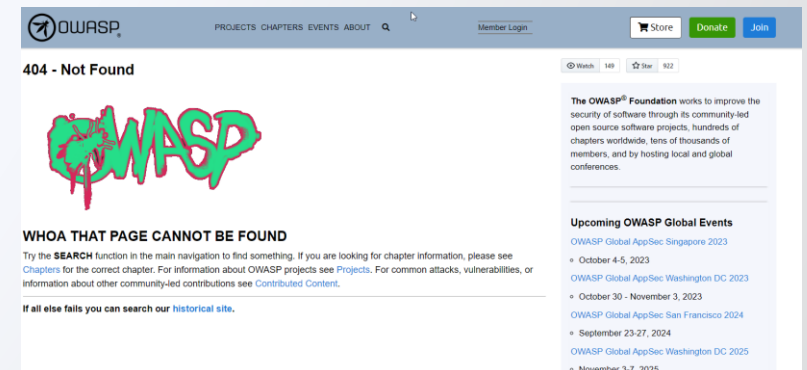 OWASP®
PROJECTS CHAPTERS EVENTS ABOUT
Member Login
Store
Donate
Join
404 - Not Found
OWASP
WHOA THAT PAGE CANNOT BE FOUND
Try the SEARCH function in the main navigation to find something. If you are looking for chapter information, please see
Chapters for the correct chapter. For information about OWASP projects see Projects. For common attacks, vulnerabilities, or
information about other community-led contributions see Contributed Content.
If all else fails you can search our historical site.
Watch 149
Star 922
The OWASP® Foundation works to improve the
security of software through its community-led
open source software projects, hundreds of
chapters worldwide, tens of thousands of
members, and by hosting local and global
conferences.
Upcoming OWASP Global Events
OWASP Global AppSec Singapore 2023
October 4-5, 2023
OWASP Global AppSec Washington DC 2023
October 30 - November 3, 2023
OWASP Global AppSec San Francisco 2024
September 23-27, 2024
OWASP Global AppSec Washington DC 2025
November 3-7, 2025